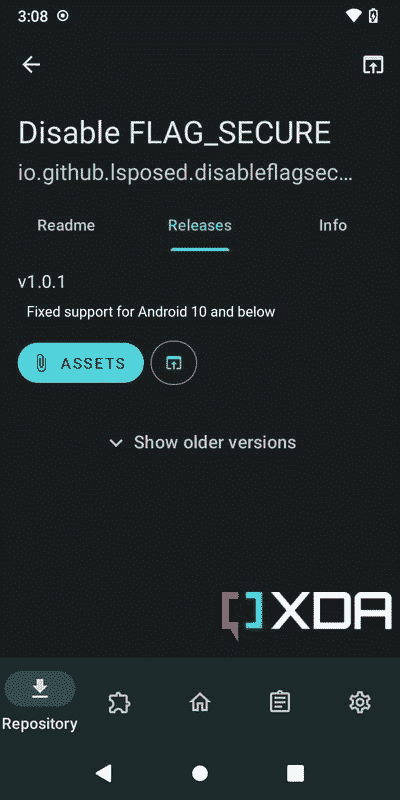 3:08
Disable FLAG_SECURE
io.github.lsposed.disableflagsec...
Readme
Releases
Info
v1.0.1
Fixed support for Android 10 and below
ASSETS
Show older versions
XDA
Repository